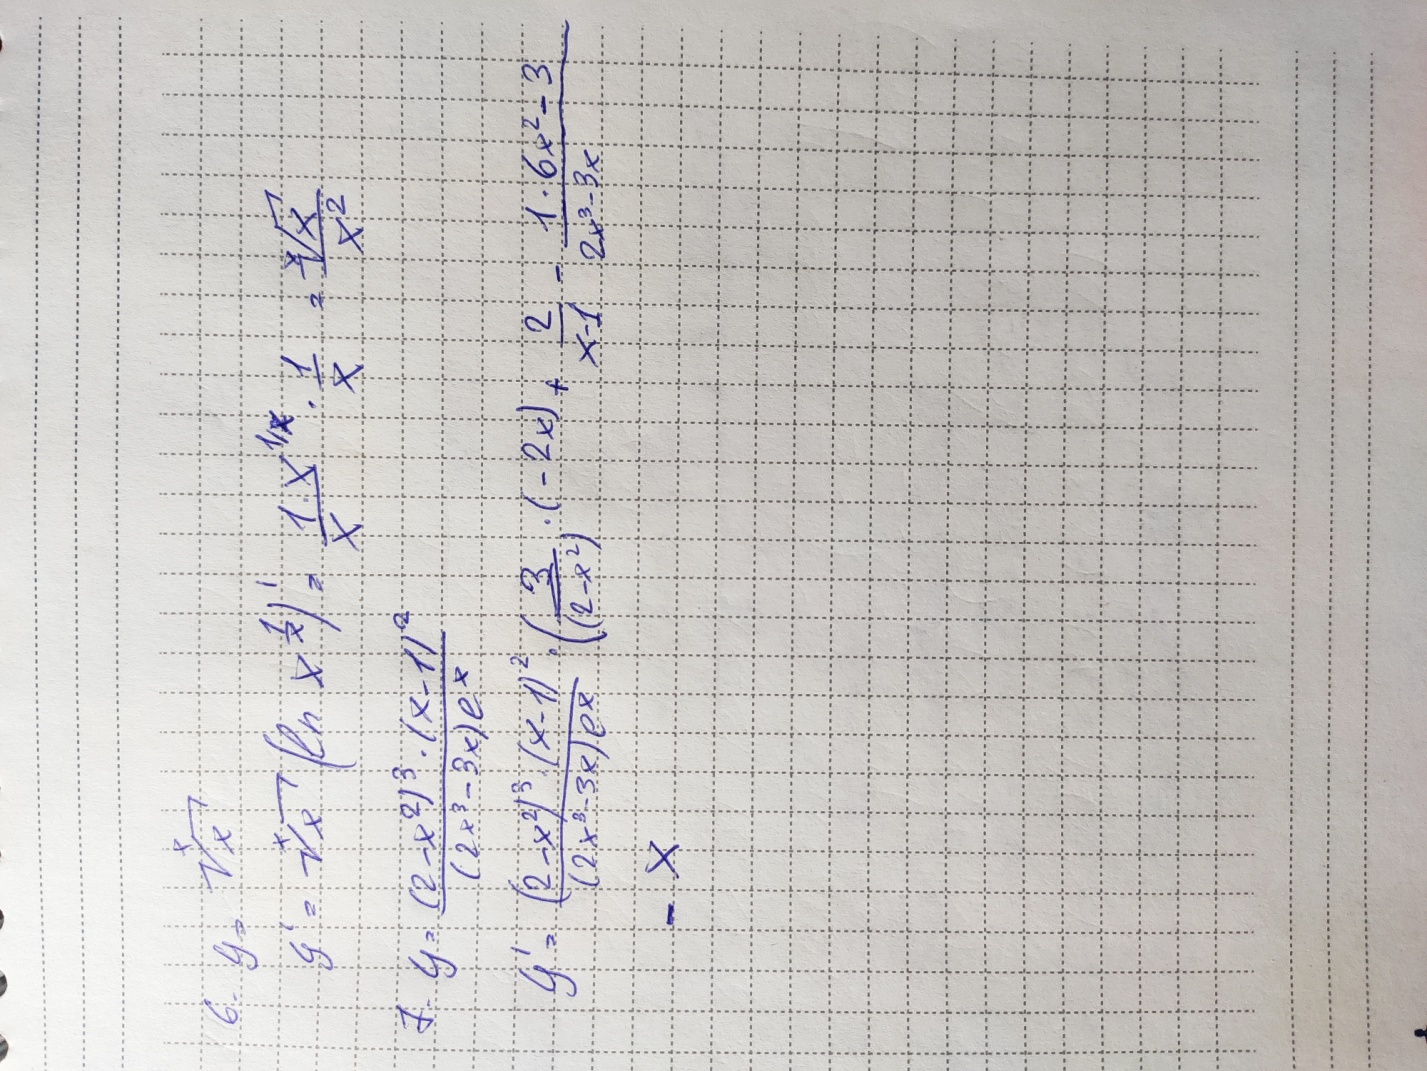 6. y = ˣ√x
y' = ˣ√x (ln x^(1/x))' = (1·x^(1/x))/x · 1/x = ˣ√x/x²
7. y = ((2-x²)³·(x-1)²)/((2x³-3x)eˣ)
y' = ((2-x²)³·(x-1)²)/((2x³-3x)eˣ) · (3/(2-x²) · (-2x) + 2/(x-1) - (1·6x²-3)/(2x³-3x)
- x